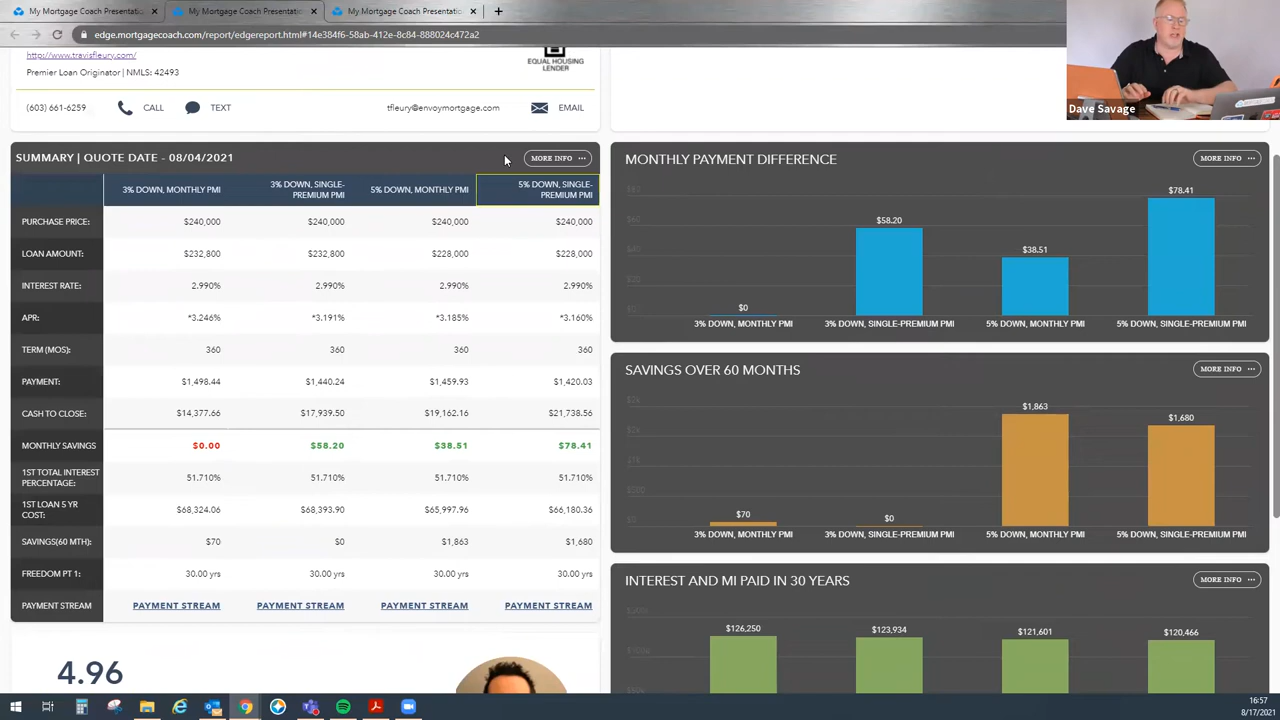 My Mortgage Coach Presentation
My Mortgage Coach Presentation
My Mortgage Coach Presentation
edge.mortgagecoach.com/report/edgereport.html#14e384f6-58ab-412e-8c84-888024c472a2
http://www.travisfleury.com/
Premier Loan Originator | NMLS: 42493
EQUAL HOUSING
LENDER
(603) 661-6259 CALL TEXT tfleury@envoymortgage.com EMAIL
Dave Savage
SUMMARY | QUOTE DATE - 08/04/2021 MORE INFO
3% DOWN, MONTHLY PMI 3% DOWN, SINGLE-PREMIUM PMI 5% DOWN, MONTHLY PMI 5% DOWN, SINGLE-PREMIUM PMI
PURCHASE PRICE: $240,000 $240,000 $240,000 $240,000
LOAN AMOUNT: $232,800 $232,800 $228,000 $228,000
INTEREST RATE: 2.990% 2.990% 2.990% 2.990%
APR: *3.246% *3.191% *3.185% *3.160%
TERM (MOS): 360 360 360 360
PAYMENT: $1,498.44 $1,440.24 $1,459.93 $1,420.03
CASH TO CLOSE: $14,377.66 $17,939.50 $19,162.16 $21,738.56
MONTHLY SAVINGS $0.00 $58.20 $38.51 $78.41
1ST TOTAL INTEREST
PERCENTAGE: 51.710% 51.710% 51.710% 51.710%
1ST LOAN 5 YR
COST: $68,324.06 $68,393.90 $65,997.96 $66,180.36
SAVINGS(60 MTH): $70 $0 $1,863 $1,680
FREEDOM PT 1: 30.00 yrs 30.00 yrs 30.00 yrs 30.00 yrs
PAYMENT STREAM PAYMENT STREAM PAYMENT STREAM PAYMENT STREAM PAYMENT STREAM
4.96
MONTHLY PAYMENT DIFFERENCE MORE INFO
$78.41
$58.20
$38.51
$0
3% DOWN, MONTHLY PMI 3% DOWN, SINGLE-PREMIUM PMI 5% DOWN, MONTHLY PMI 5% DOWN, SINGLE-PREMIUM PMI
SAVINGS OVER 60 MONTHS MORE INFO
$1,863
$1,680
$70
$0
3% DOWN, MONTHLY PMI 3% DOWN, SINGLE-PREMIUM PMI 5% DOWN, MONTHLY PMI 5% DOWN, SINGLE-PREMIUM PMI
INTEREST AND MI PAID IN 30 YEARS MORE INFO
$126,250 $123,934 $121,601 $120,466
16:57
8/17/2021